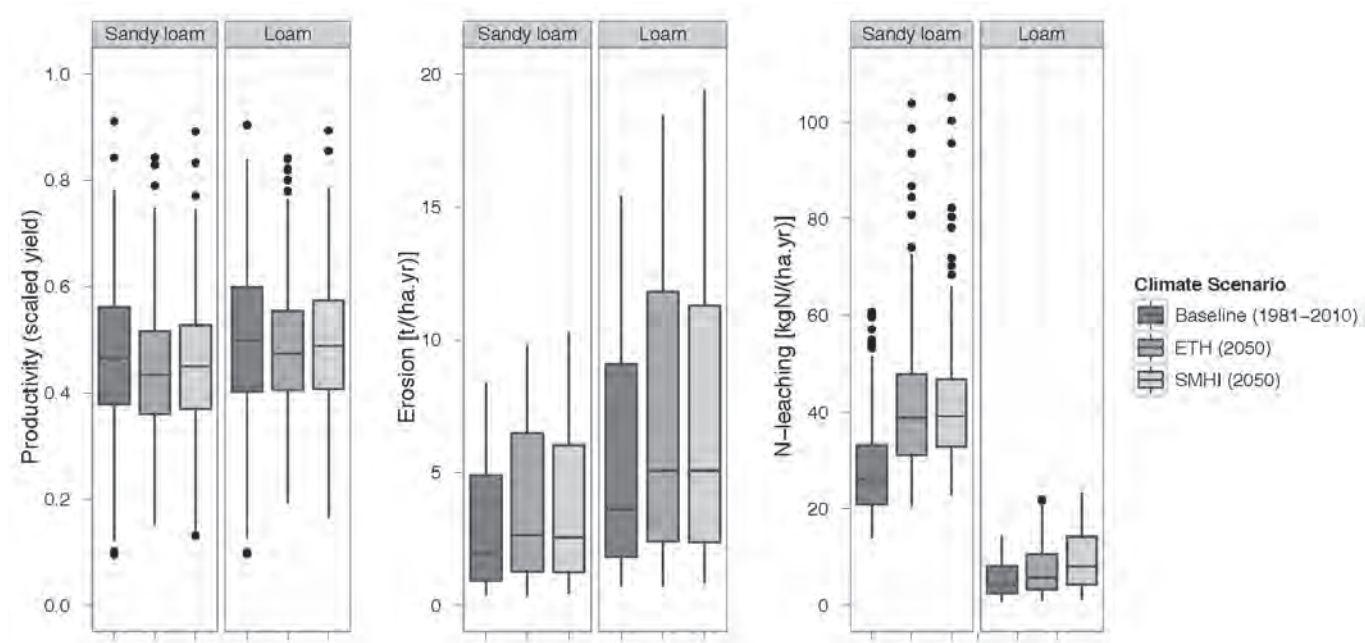 Sandy loam
Loam
Productivity (scaled yield)
1.0
0.8
0.6
0.4
0.2
0.0
Sandy loam
Loam
Erosion [t/(ha.yr)]
20
15
10
5
0
Sandy loam
Loam
N–leaching [kgN/(ha.yr)]
100
80
60
40
20
0
Climate Scenario
Baseline (1981–2010)
ETH (2050)
SMHI (2050)